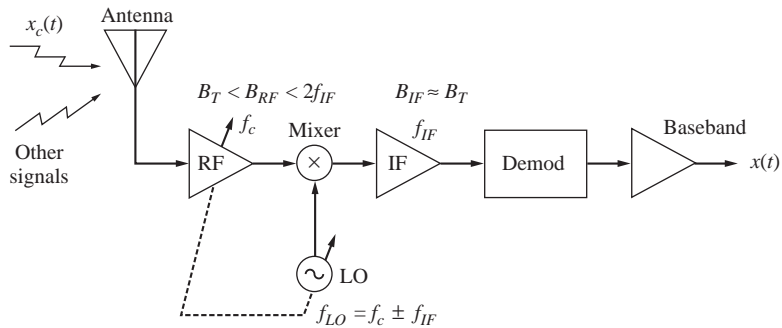 Antenna
x_c(t)
B_T < B_RF < 2f_IF
B_IF ≈ B_T
f_c
Mixer
f_IF
Baseband
Other
signals
RF
×
IF
Demod
x(t)
LO
f_LO = f_c ± f_IF